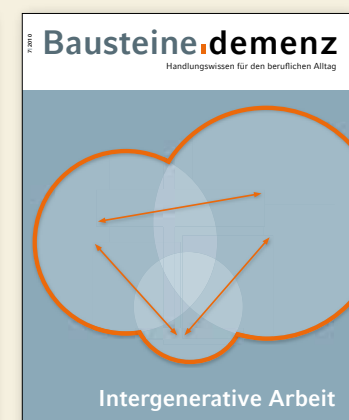 7: 2010
Bausteine.demenz
Handlungswissen für den beruflichen Alltag
Intergenerative Arbeit